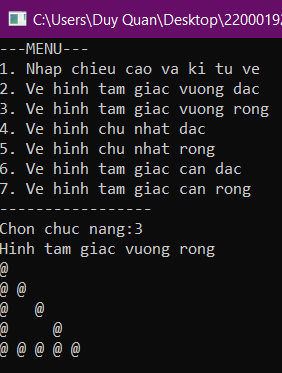 C:\Users\Duy Quan\Desktop\2200019
---MENU---
1. Nhap chieu cao va ki tu ve
2. Ve hinh tam giac vuong dac
3. Ve hinh tam giac vuong rong
4. Ve hinh chu nhat dac
5. Ve hinh chu nhat rong
6. Ve hinh tam giac can dac
7. Ve hinh tam giac can rong
-----------------
Chon chuc nang:3
Hinh tam giac vuong rong
@
@ @
@   @
@     @
@ @ @ @ @